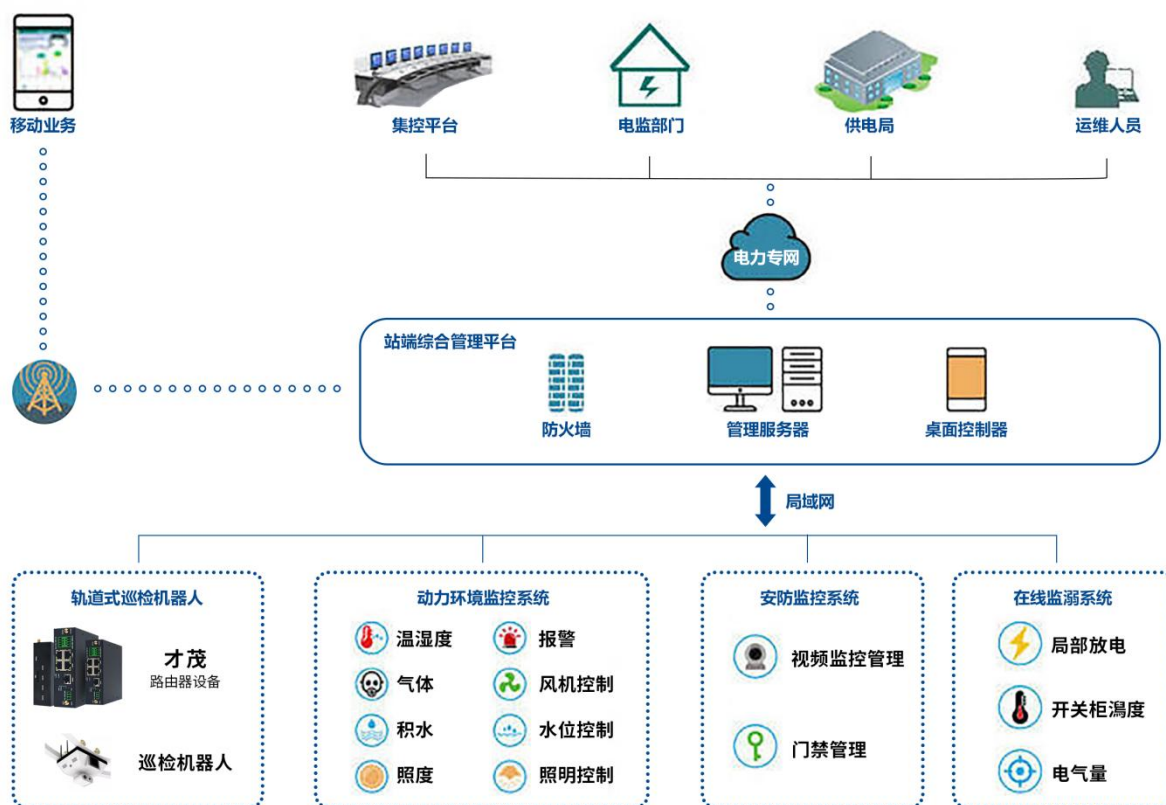 移动业务
集控平台
电监部门
供电局
运维人员
电力专网
站端综合管理平台
防火墙
管理服务器
桌面控制器
局域网
轨道式巡检机器人
才茂
路由器设备
巡检机器人
动力环境监控系统
温湿度
报警
气体
风机控制
积水
水位控制
照度
照明控制
安防监控系统
视频监控管理
门禁管理
在线监溺系统
局部放电
开关柜潟度
电气量